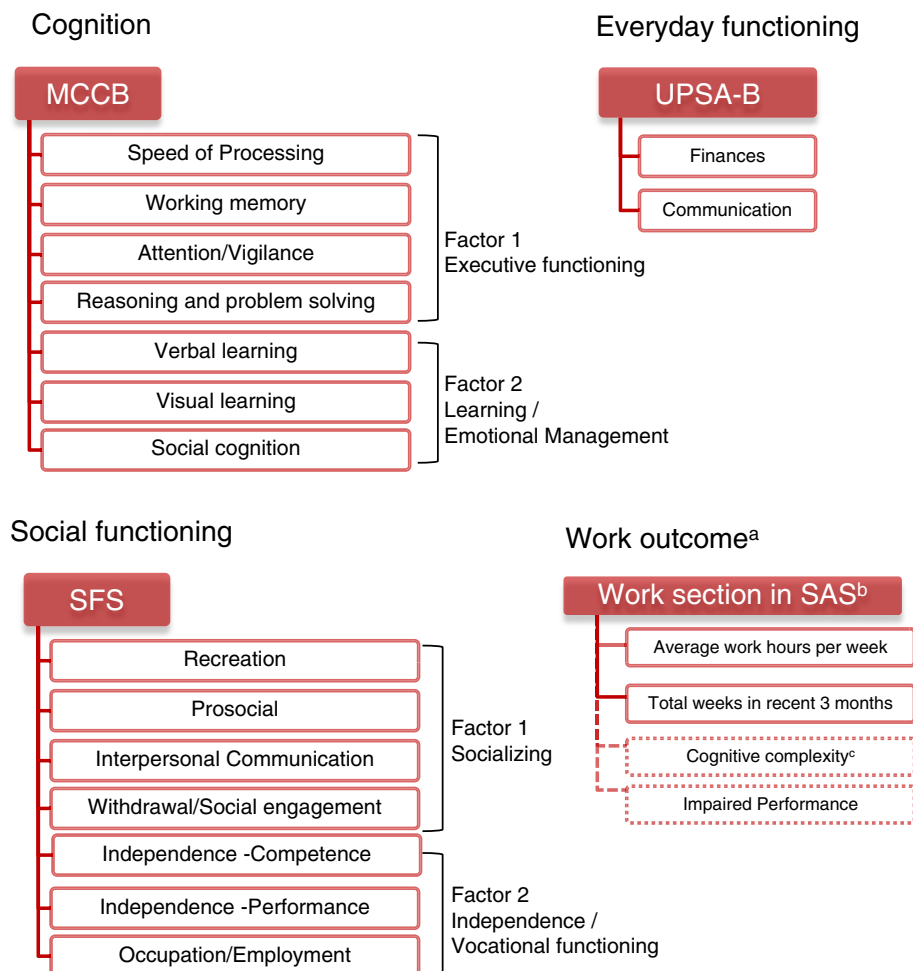 Cognition
MCCB
Speed of Processing
Working memory
Attention/Vigilance
Reasoning and problem solving
Factor 1
Executive functioning
Verbal learning
Visual learning
Social cognition
Factor 2
Learning /
Emotional Management
Everyday functioning
UPSA-B
Finances
Communication
Social functioning
SFS
Recreation
Prosocial
Interpersonal Communication
Withdrawal/Social engagement
Factor 1
Socializing
Independence -Competence
Independence -Performance
Occupation/Employment
Factor 2
Independence /
Vocational functioning
Work outcomeᵃ
Work section in SASᵇ
Average work hours per week
Total weeks in recent 3 months
Cognitive complexityᶜ
Impaired Performance